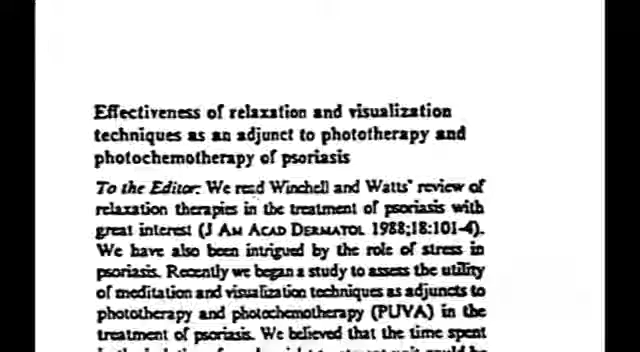 Effectiveness of relaxation and visualization
techniques as an adjunct to phototherapy and
photochemotherapy of psoriasis
To the Editor: We read Winchell and Watts' review of
relaxation therapies in the treatment of psoriasis with
great interest (J AM ACAD DERMATOL 1988;18:101-4).
We have also been intrigued by the role of stress in
psoriasis. Recently we began a study to assess the utility
of meditation and visualization techniques as adjuncts to
phototherapy and photochemotherapy (PUVA) in the
treatment of psoriasis. We believed that the time spent